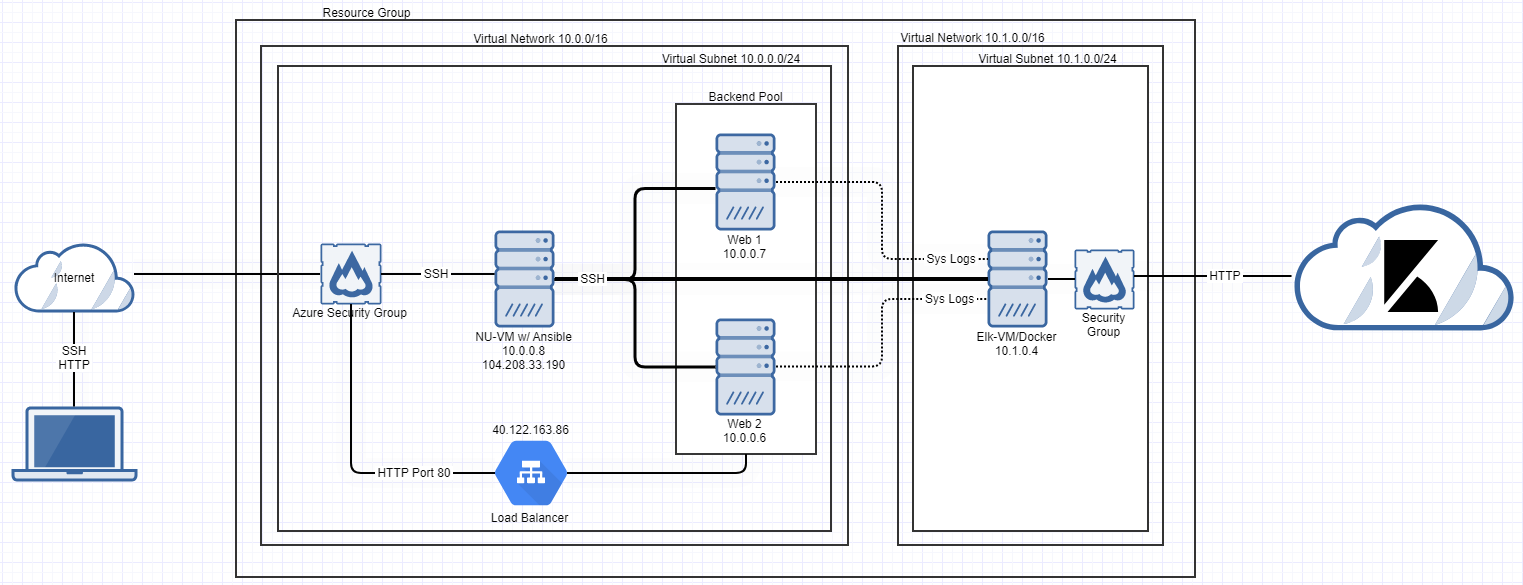 Resource Group
Virtual Network 10.0.0/16
Virtual Network 10.1.0.0/16
Virtual Subnet 10.0.0.0/24
Virtual Subnet 10.1.0.0/24
Backend Pool
Web 1
10.0.0.7
Internet
SSH
SSH
Sys Logs
Sys Logs
HTTP
Azure Security Group
NU-VM w/ Ansible
10.0.0.8
104.208.33.190
Elk-VM/Docker
10.1.0.4
Security
Group
SSH
HTTP
Web 2
10.0.0.6
40.122.163.86
HTTP Port 80
Load Balancer